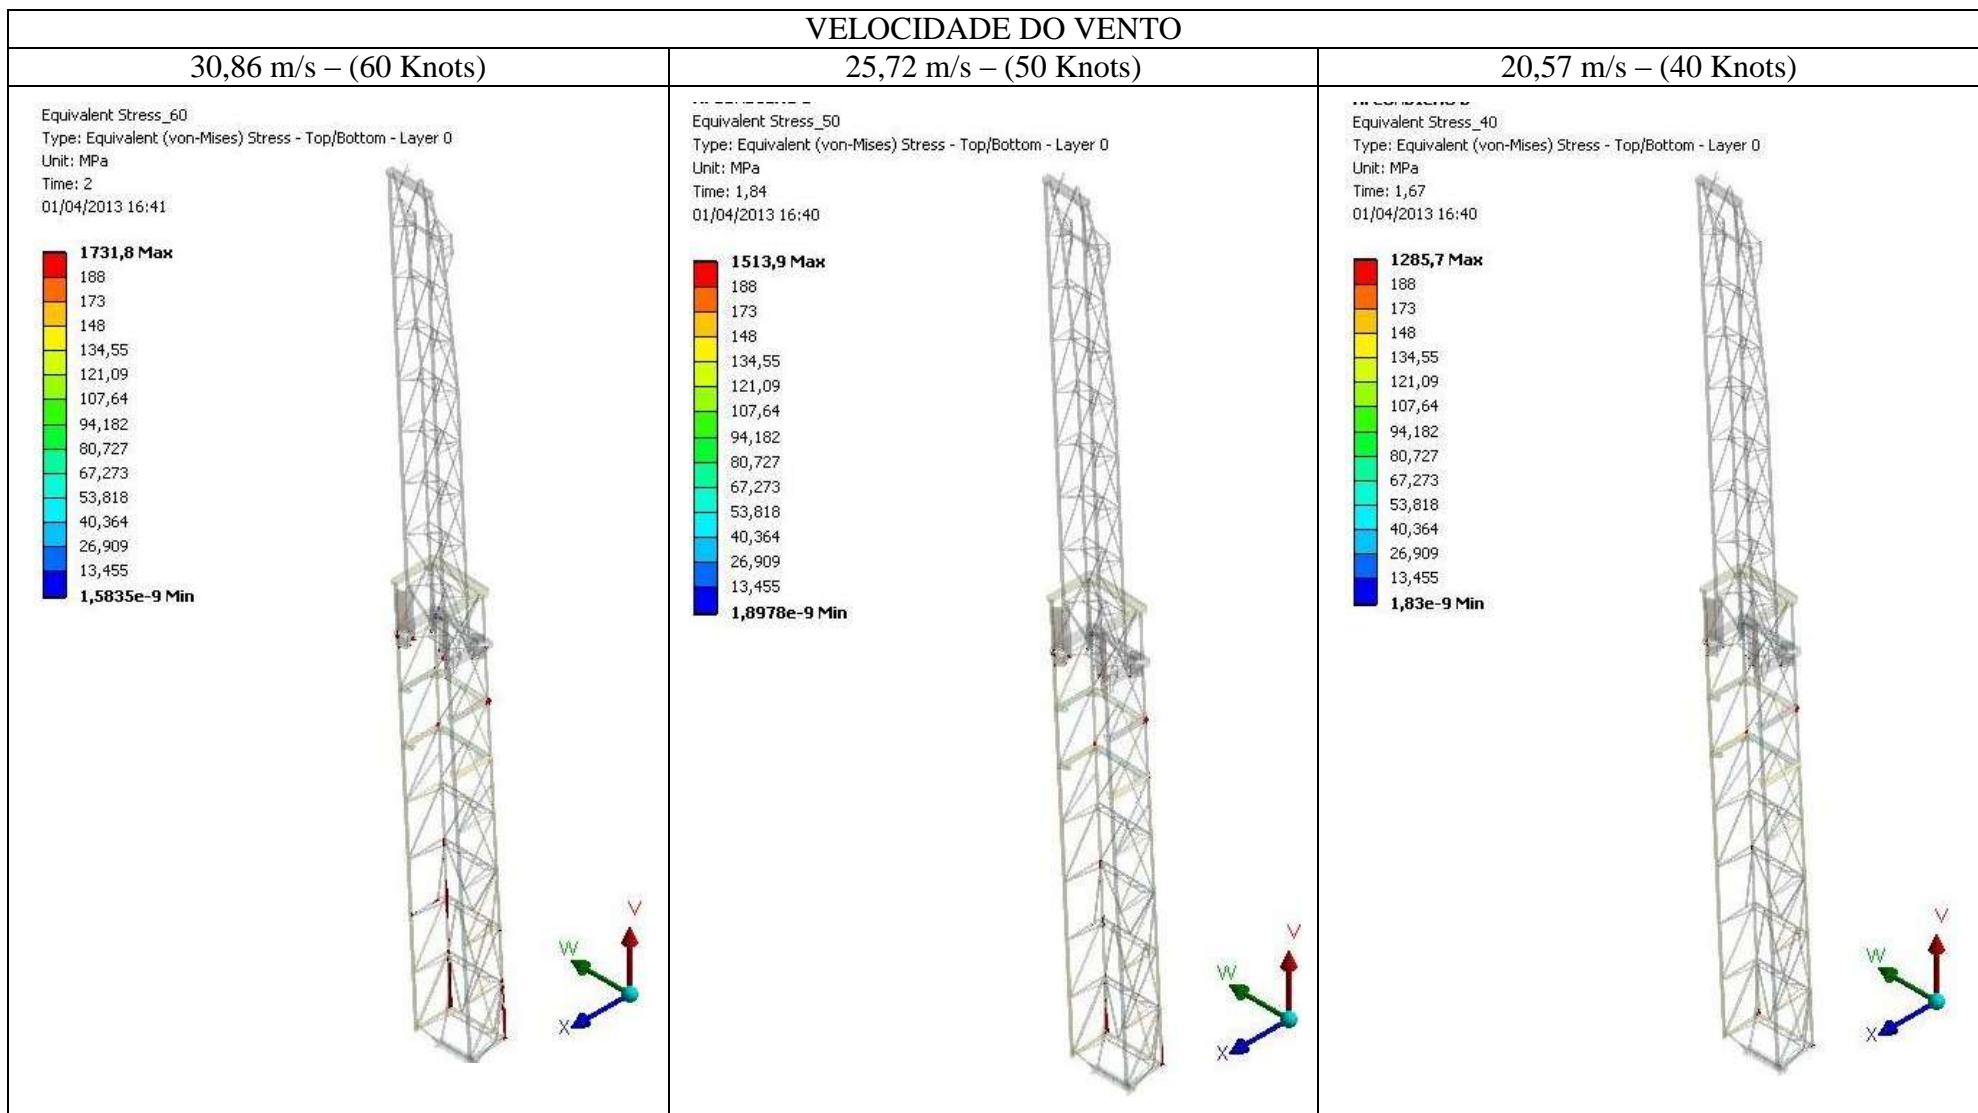 VELOCIDADE DO VENTO
30,86 m/s – (60 Knots)
25,72 m/s – (50 Knots)
20,57 m/s – (40 Knots)
Equivalent Stress_60
Type: Equivalent (von-Mises) Stress - Top/Bottom - Layer 0
Unit: MPa
Time: 2
01/04/2013 16:41
1731,8 Max
188
173
148
134,55
121,09
107,64
94,182
80,727
67,273
53,818
40,364
26,909
13,455
1,5835e-9 Min
V
W
X
Equivalent Stress_50
Type: Equivalent (von-Mises) Stress - Top/Bottom - Layer 0
Unit: MPa
Time: 1,84
01/04/2013 16:40
1513,9 Max
188
173
148
134,55
121,09
107,64
94,182
80,727
67,273
53,818
40,364
26,909
13,455
1,8978e-9 Min
V
W
X
Equivalent Stress_40
Type: Equivalent (von-Mises) Stress - Top/Bottom - Layer 0
Unit: MPa
Time: 1,67
01/04/2013 16:40
1285,7 Max
188
173
148
134,55
121,09
107,64
94,182
80,727
67,273
53,818
40,364
26,909
13,455
1,83e-9 Min
V
W
X